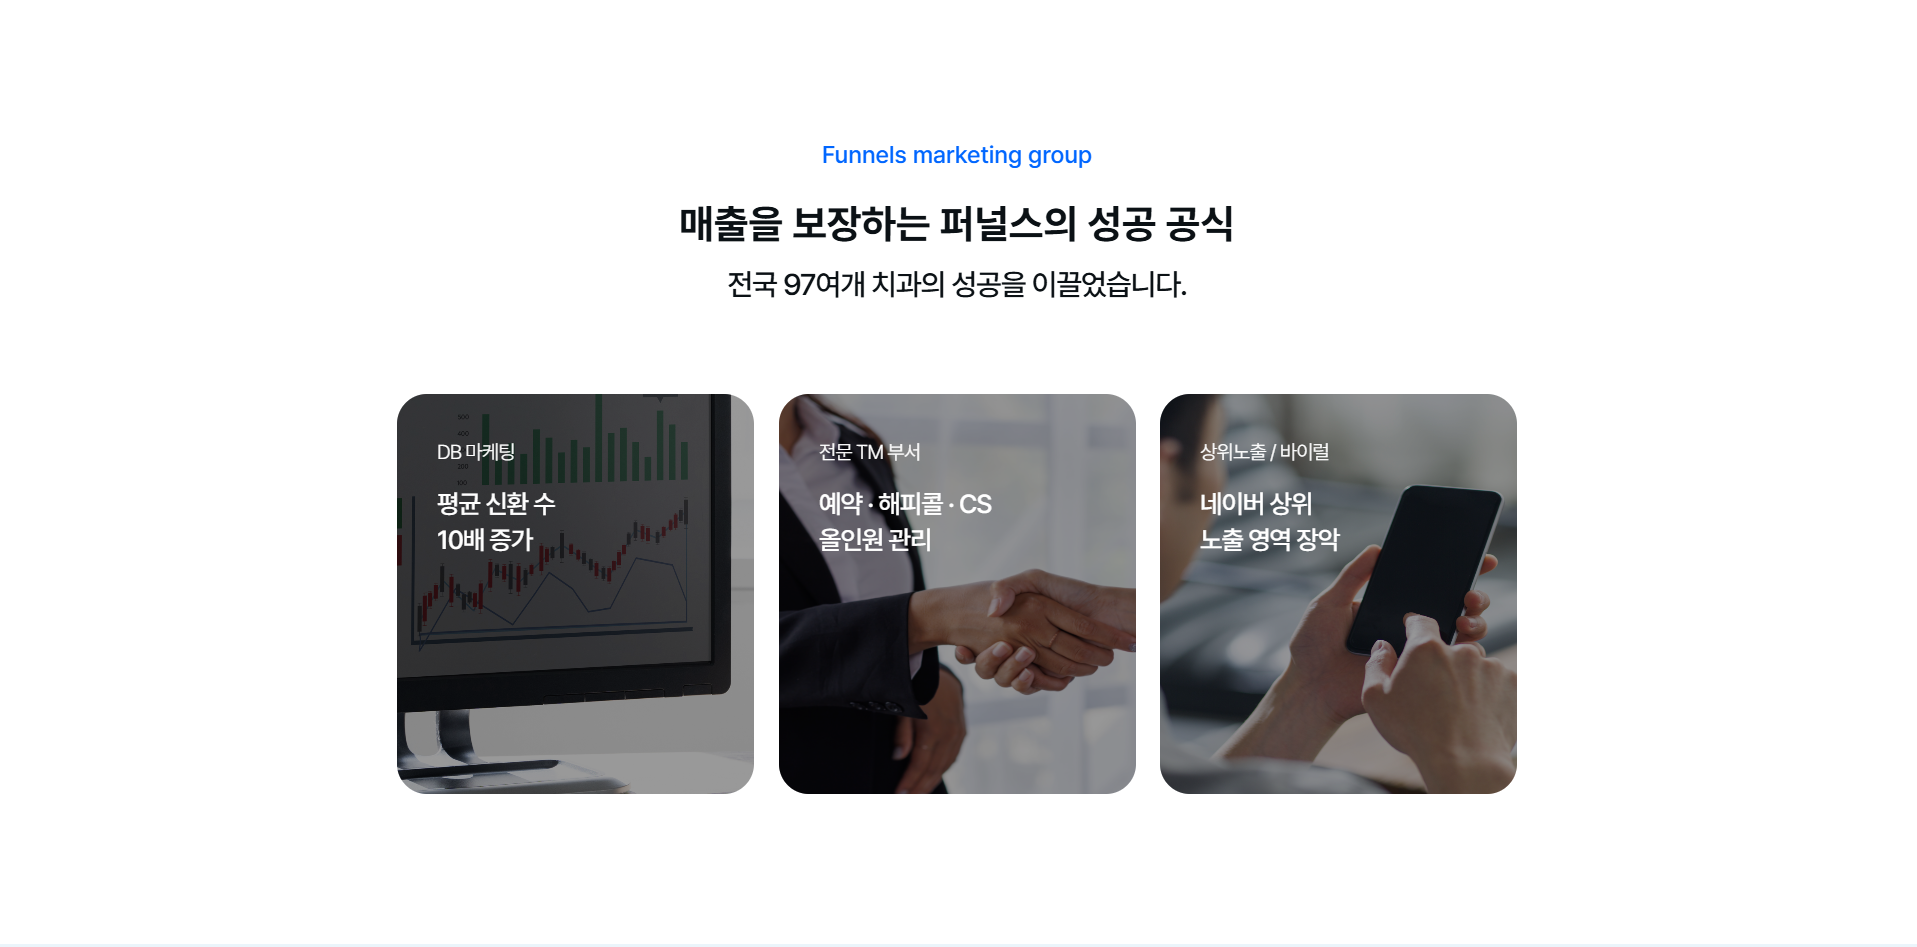 Funnels marketing group
매출을 보장하는 퍼널스의 성공 공식
전국 97여개 치과의 성공을 이끌었습니다.
DB 마케팅
평균 신환 수
10배 증가
전문 TM 부서
예약 · 해피콜 · CS
올인원 관리
상위노출 / 바이럴
네이버 상위
노출 영역 장악